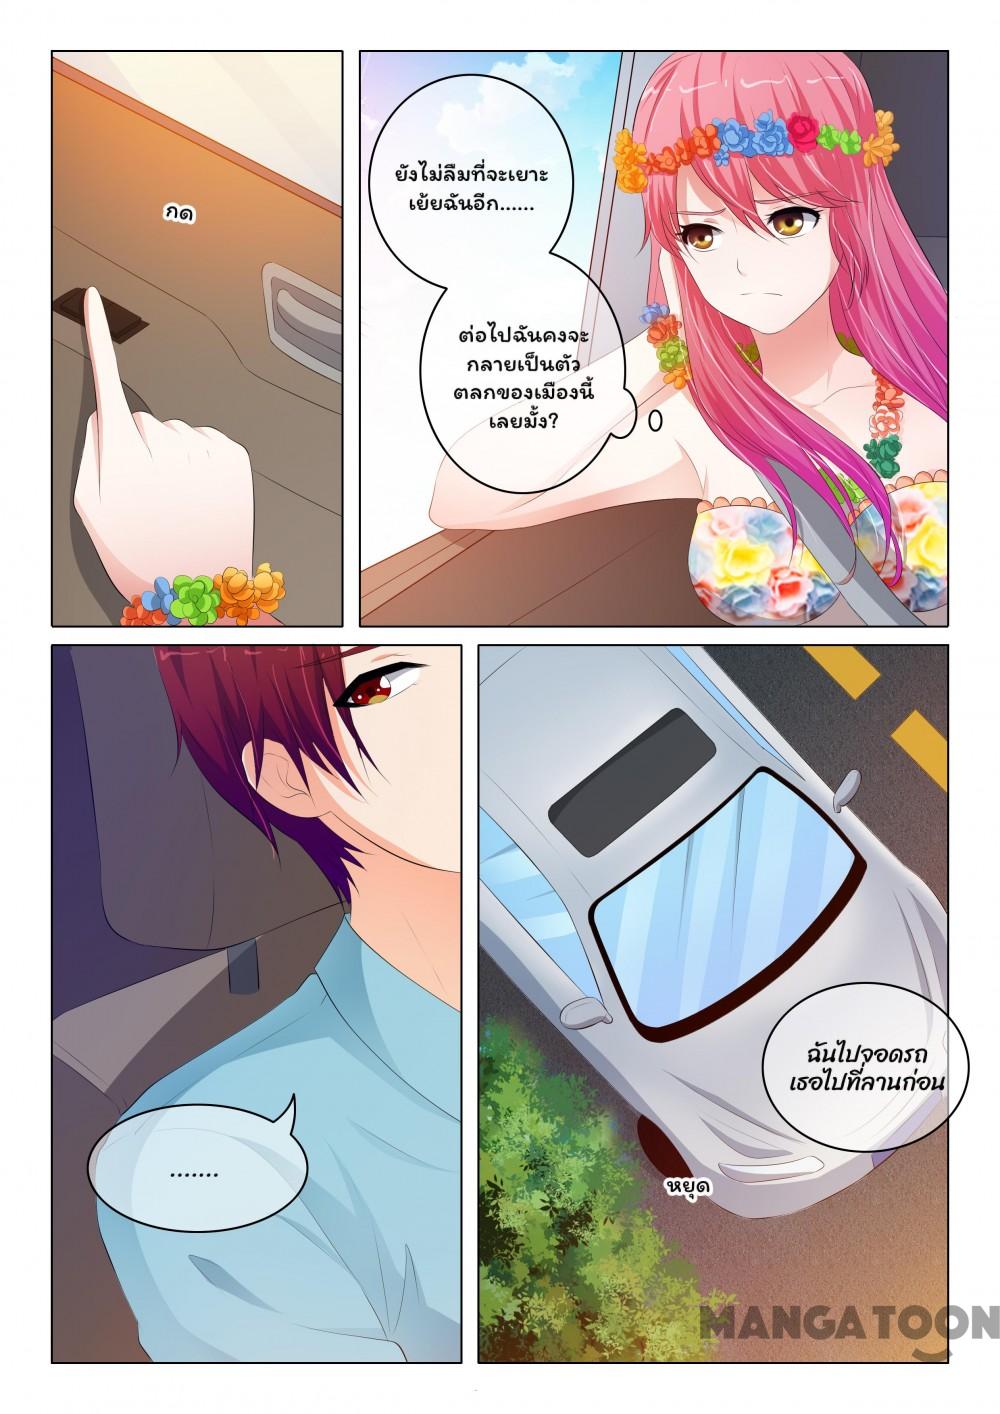 กด
ยังไม่ลืมที่จะเยาะ
เย้ยฉันอีก......
ต่อไปฉันคงจะ
กลายเป็นตัว
ตลกของเมืองนี้
เลยมั้ง?
.......
ฉันไปจอดรถ
เธอไปที่ลานก่อน
หยุด
MANGATOON